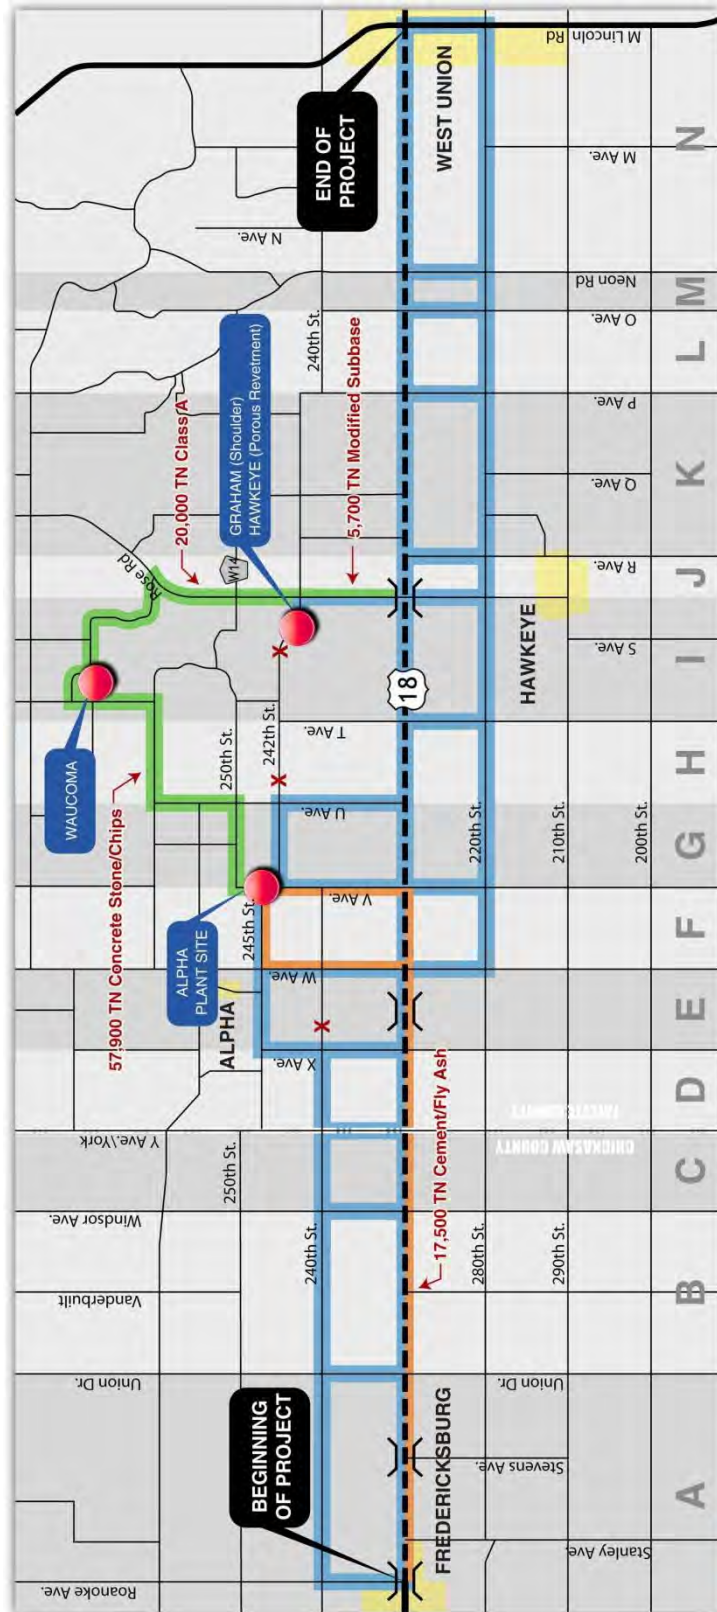 BEGINNING
OF PROJECT
END OF
PROJECT
WAUCOMA
ALPHA
PLANT SITE
GRAHAM (Shoulder)
HAWKEYE (Porous Revetment)
57,900 TN Concrete Stone/Chips
20,000 TN Class A
5,700 TN Modified Subbase
17,500 TN Cement/Fly Ash
FREDERICKSBURG
ALPHA
HAWKEYE
WEST UNION
18
W14
Rose Rd
Roanoke Ave.
Union Dr.
Vanderbuilt
Windsor Ave.
Y Ave.\York
X Ave.
W Ave.
V Ave.
U Ave.
T Ave.
N Ave.
250th St.
240th St.
245th St.
250th St.
242th St.
240th St.
X
X
X
Stanley Ave.
Stevens Ave.
Union Dr.
280th St.
290th St.
CHICKASAW COUNTY
FAYETTE COUNTY
220th St.
210th St.
200th St.
S Ave.
R Ave.
Q Ave.
P Ave.
O Ave.
Neon Rd
M Ave.
M Lincoln Rd
A
B
C
D
E
F
G
H
I
J
K
L
M
N